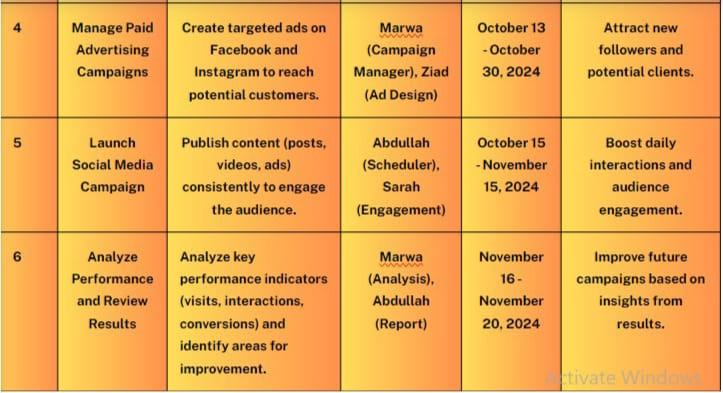 4
Manage Paid
Advertising
Campaigns
Create targeted ads on
Facebook and
Instagram to reach
potential customers.
Marwa
(Campaign
Manager), Ziad
(Ad Design)
October 13
- October
30, 2024
Attract new
followers and
potential clients.
5
Launch
Social Media
Campaign
Publish content (posts,
videos, ads)
consistently to engage
the audience.
Abdullah
(Scheduler),
Sarah
(Engagement)
October 15
- November
15, 2024
Boost daily
interactions and
audience
engagement.
6
Analyze
Performance
and Review
Results
Analyze key
performance indicators
(visits, interactions,
conversions) and
identify areas for
improvement.
Marwa
(Analysis),
Abdullah
(Report)
November
16 -
November
20, 2024
Improve future
campaigns based on
insights from
results.
Activate Windows